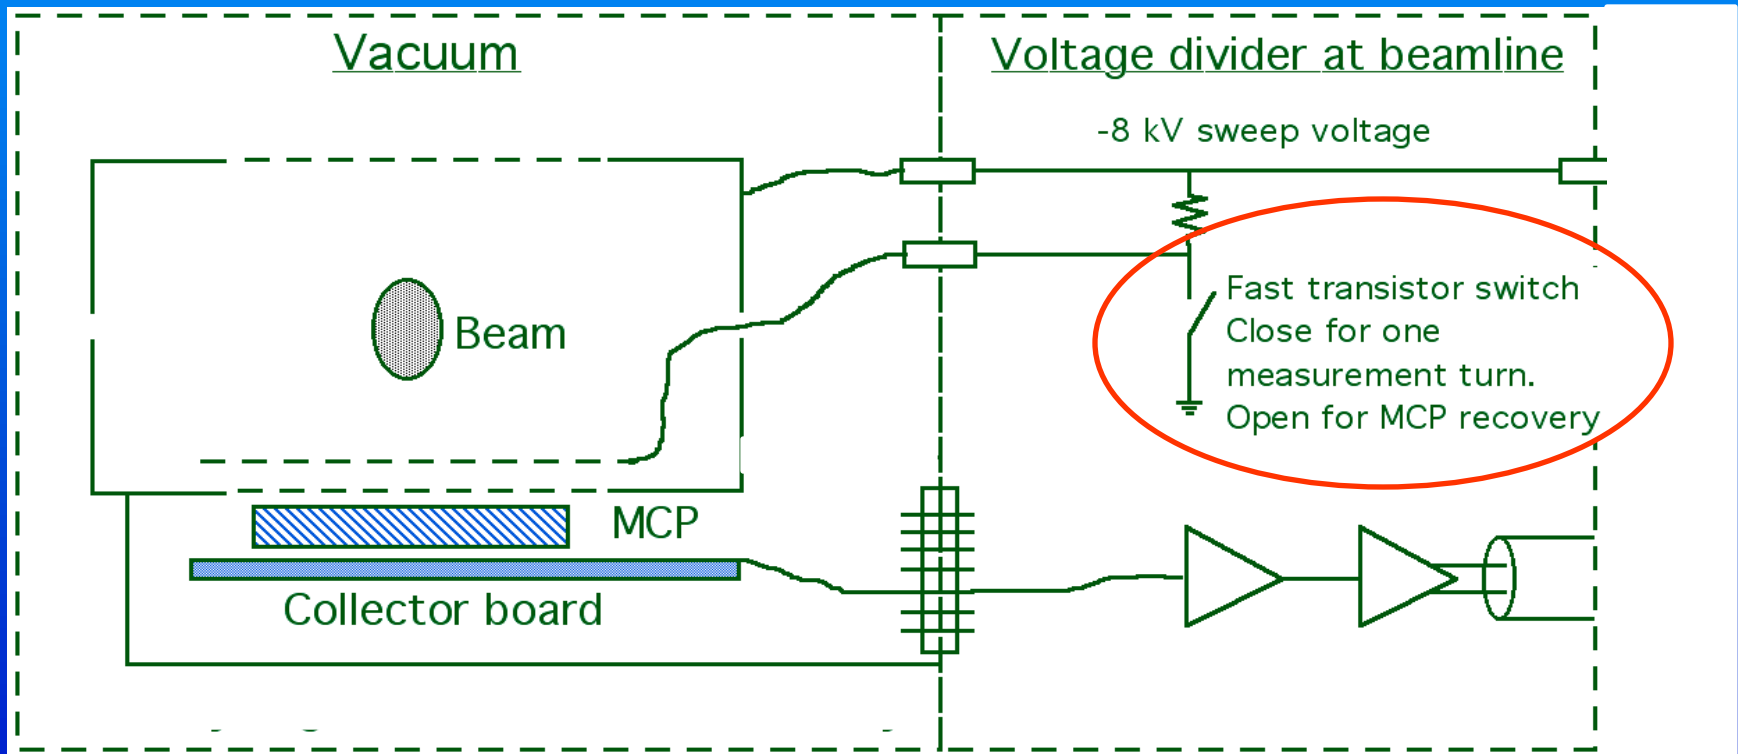 Vacuum
Voltage divider at beamline
-8 kV sweep voltage
Beam
Fast transistor switch
Close for one
measurement turn.
Open for MCP recovery
MCP
Collector board